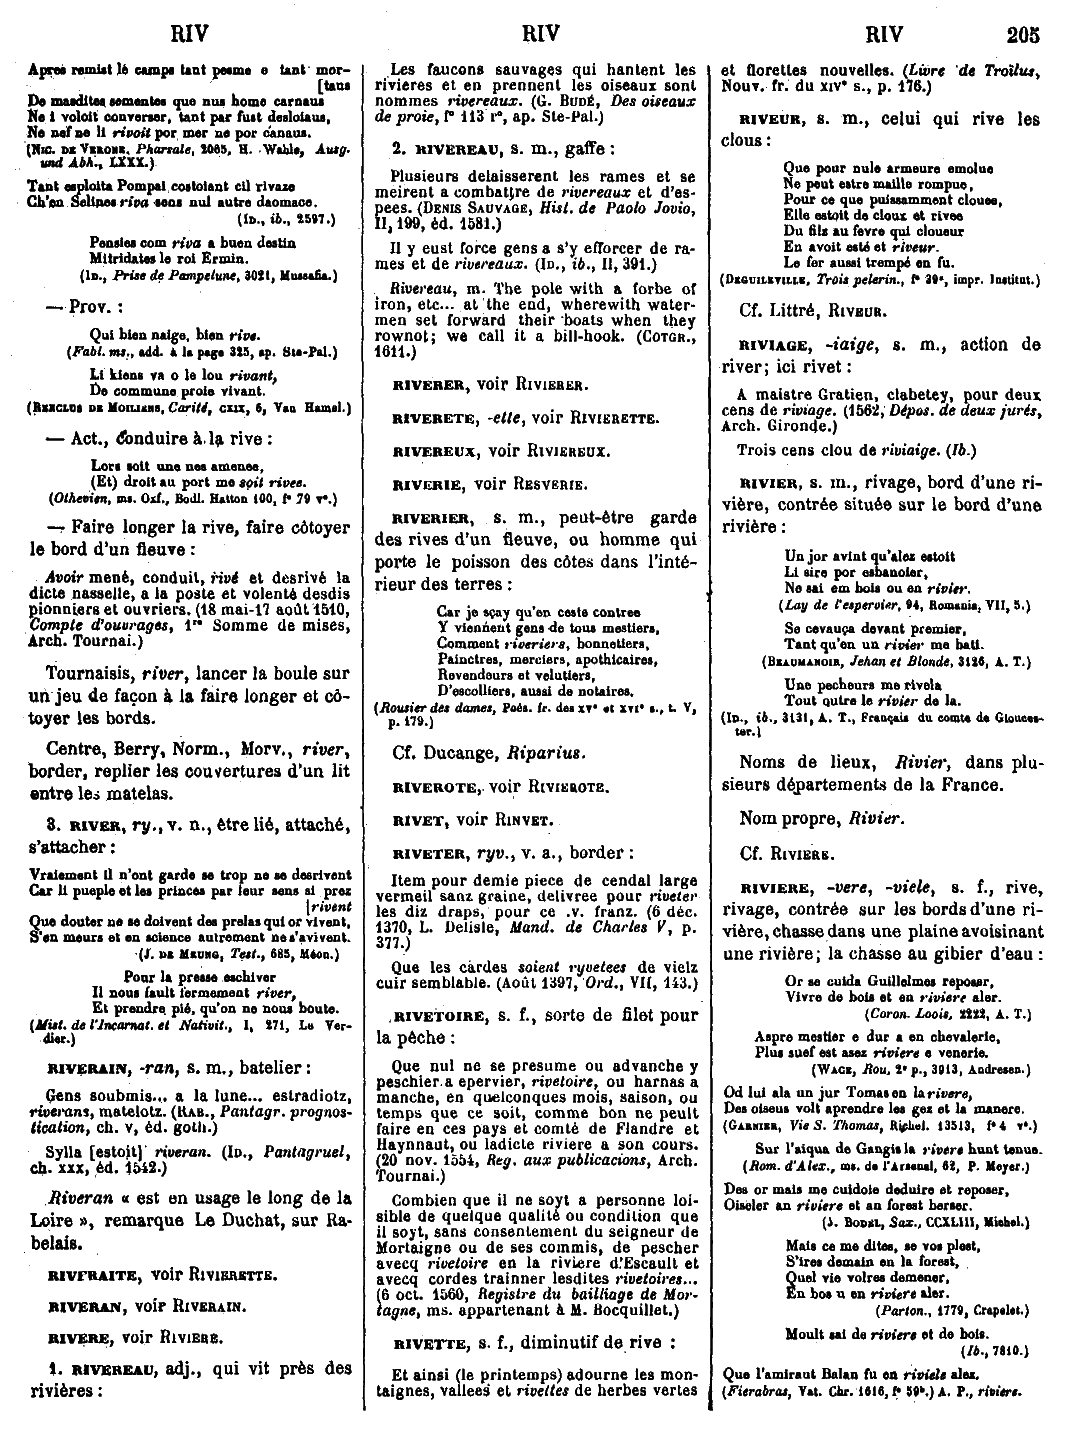 RIV
RIV
RIV 205
Apres remist lé camps tant pesme e tant mor-
[taus
De masdites sementes que nus home carnaus
Ne i voloit converser, tant par fust desloiaus,
Ne nef ne li rivoit por mer ne por canaus.
(Nic. de Verone, Pharsale, 2065, H. Wahle, Ausg.
und Abh., LXXX.)
Tant esploita Pompai costoiant cil rivaze
Ch'en Selines riva sens nul autre daomace.
(Id., ib., 2597.)
Pensies com riva a buen destin
Mitridates le roi Ermin.
(Id., Prise de Pampelune, 3021, Mussafia.)
— Prov. :
Qui bien naige, bien rive.
(Fabl. ms., add. à la page 325, ap. Ste-Pal.)
Li kiens va o le lou rivant,
De commune proie vivant.
(Renclus de Moiliens, Carité, cxix, 6, Van Hamel.)
— Act., conduire à la rive :
Lors soit une nes amenee,
(Et) droit au port me soit rivee.
(Othevien, ms. Oxf., Bodl. Hatton 100, f° 79 v°.)
— Faire longer la rive, faire côtoyer
le bord d'un fleuve :
Avoir mené, conduit, rivé et desrivé la
dicte nasselle, a la poste et volenté desdis
pionniers et ouvriers. (18 mai-17 août 1510,
Compte d'ouvrages, 1re Somme de mises,
Arch. Tournai.)
Tournaisis, river, lancer la boule sur
un jeu de façon à la faire longer et cô-
toyer les bords.
Centre, Berry, Norm., Morv., river,
border, replier les couvertures d'un lit
entre les matelas.
3. RIVER, ry., v. n., être lié, attaché,
s'attacher :
Vraiement il n'ont garde se trop ne se desrivent
Car li pueple et les princes par leur sens si prez
[rivent
Que douter ne se doivent des prelas qui or vivent,
S'en meurs et en science autrement ne s'avivent.
(J. de Meung, Test., 685, Méon.)
Pour la presse eschiver
Il nous fault fermement river,
Et prendre pié, qu'on ne nous boute.
(Mist. de l'Incarnat. et Nativit., I, 271, Le Ver-
dier.)
RIVERAIN, -ran, s. m., batelier :
Gens soubmis... a la lune... estradiotz,
riverans, matelotz. (Rab., Pantagr. prognos-
tication, ch. v, éd. goth.)
Sylla [estoit] riveran. (Id., Pantagruel,
ch. xxx, éd. 1542.)
Riveran « est en usage le long de la
Loire », remarque Le Duchat, sur Ra-
belais.
RIVERAITE, voir Rivierette.
RIVERAN, voir Riverain.
RIVERE, voir Riviere.
1. RIVEREAU, adj., qui vit près des
rivières :
Les faucons sauvages qui hantent les
rivieres et en prennent les oiseaux sont
nommes rivereaux. (G. Budé, Des oiseaux
de proie, f° 113 r°, ap. Ste-Pal.)
2. RIVEREAU, s. m., gaffe :
Plusieurs delaisserent les rames et se
meirent a combattre de rivereaux et d'es-
pees. (Denis Sauvage, Hist. de Paolo Jovio,
II, 199, éd. 1581.)
Il y eust force gens a s'y efforcer de ra-
mes et de rivereaux. (Id., ib., II, 391.)
Rivereau, m. The pole with a forbe of
iron, etc... at the end, wherewith water-
men set forward their boats when they
rownot; we call it a bill-hook. (Cotgr.,
1611.)
RIVERER, voir Rivierer.
RIVERETE, -ette, voir Rivierette.
RIVEREUX, voir Riviereux.
RIVERIE, voir Resverie.
RIVERIER, s. m., peut-être garde
des rives d'un fleuve, ou homme qui
porte le poisson des côtes dans l'inté-
rieur des terres :
Car je sçay qu'en ceste contree
Y viennent gens de tous mestiers,
Comment riveriers, bonnetiers,
Painctres, merciers, apothicaires,
Revendeurs et velutiers,
D'escolliers, aussi de notaires.
(Rousier des dames, Poés. fr. des xve et xvie s., t. V,
p. 179.)
Cf. Ducange, Riparius.
RIVEROTE, voir Rivierote.
RIVET, voir Rinvet.
RIVETER, ryv., v. a., border :
Item pour demie piece de cendal large
vermeil sanz graine, delivree pour riveter
les diz draps, pour ce .v. franz. (6 déc.
1370, L. Delisle, Mand. de Charles V, p.
377.)
Que les cardes soient ryvetees de vielz
cuir semblable. (Août 1397, Ord., VII, 143.)
RIVETOIRE, s. f., sorte de filet pour
la pêche :
Que nul ne se presume ou advanche y
peschier a epervier, rivetoire, ou harnas a
manche, en quelconques mois, saison, ou
temps que ce soit, comme bon ne peult
faire en ces pays et comté de Flandre et
Haynnaut, ou ladicte riviere a son cours.
(20 nov. 1554, Reg. aux publicacions, Arch.
Tournai.)
Combien que il ne soyt a personne loi-
sible de quelque qualité ou condition que
il soyt, sans consentement du seigneur de
Mortaigne ou de ses commis, de pescher
avecq rivetoire en la riviere d'Escault et
avecq cordes trainner lesdites rivetoires...
(6 oct. 1560, Registre du bailliage de Mor-
tagne, ms. appartenant à M. Bocquillet.)
RIVETTE, s. f., diminutif de rive :
Et ainsi (le printemps) adourne les mon-
taignes, vallees et rivettes de herbes vertes
et florettes nouvelles. (Livre de Troilus,
Nouv. fr. du xive s., p. 176.)
RIVEUR, s. m., celui qui rive les
clous :
Que pour nule armeure emolue
Ne peut estre maille rompue,
Pour ce que puissamment clouee,
Elle estoit de cloux et rivee
Du filz au fevre qui cloueur
En avoit esté et riveur.
Le fer aussi trempé en fu.
(Deguileville, Trois pelerin., f° 39c, impr. Institut.)
Cf. Littré, Riveur.
RIVIAGE, -iaige, s. m., action de
river; ici rivet :
A maistre Gratien, clabetey, pour deux
cens de riviage. (1562, Dépos. de deux jurés,
Arch. Gironde.)
Trois cens clou de riviaige. (Ib.)
RIVIER, s. m., rivage, bord d'une ri-
vière, contrée située sur le bord d'une
rivière :
Un jor avint qu'alez estoit
Li sire por esbanoier,
Ne sai em bois ou en rivier.
(Lay de l'espervier, 94, Romania, VII, 5.)
Se cevauça devant premier,
Tant qu'en un rivier me bati.
(Beaumanoir, Jehan et Blonde, 3126, A. T.)
Une pecheurs me rivela
Tout outre le rivier de la.
(Id., ib., 3131, A. T., Français du comte de Glouces-
ter.)
Noms de lieux, Rivier, dans plu-
sieurs départements de la France.
Nom propre, Rivier.
Cf. Riviere.
RIVIERE, -vere, -viele, s. f., rive,
rivage, contrée sur les bords d'une ri-
vière, chasse dans une plaine avoisinant
une rivière; la chasse au gibier d'eau :
Or se cuida Guillelmes reposer,
Vivre de bois et en riviere aler.
(Coron. Loois, 2222, A. T.)
Aspre mestier e dur a en chevalerie,
Plus suef est asez riviere e venerie.
(Wace, Rou, 2e p., 3913, Andresen.)
Od lui ala un jur Tomas en la rivere,
Des oiseus volt aprendre les gez et la manere.
(Garnier, Vie S. Thomas, Richel. 13513, f° 4 v°.)
Sur l'aiqua de Gangis la rivere hunt tenue.
(Rom. d'Alex., ms. de l'Arsenal, 62, P. Meyer.)
Des or mais me cuidoie deduire et reposer,
Oiseler an riviere et an forest berser.
(J. Bodel, Sax., CCXLIII, Michel.)
Mais ce me dites, se vos plest,
S'ires demain en la forest,
Quel vie volres demener,
En bos u en riviere aler.
(Parton., 1779, Crapelet.)
Moult sai de riviere et de bois.
(Ib., 7810.)
Que l'amiraut Balan fu en riviele alez.
(Fierabras, Vat. Chr. 1616, f° 59b.) A. P., riviere.